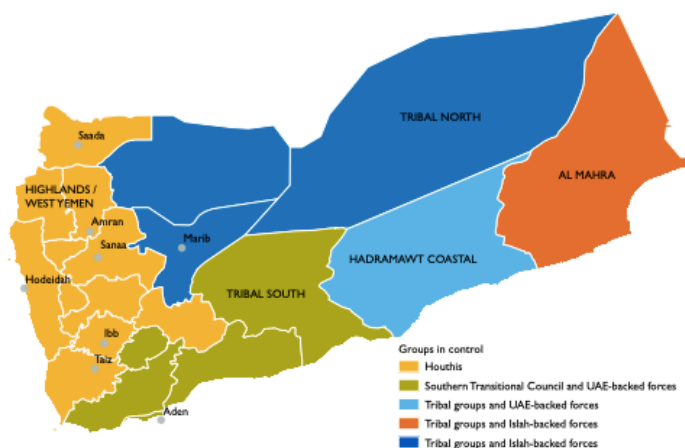 TRIBAL NORTH
Saada
AL MAHRA
HIGHLANDS /
WEST YEMEN
Amran
Marib
Sanaa
HADRAMAWT COASTAL
Hodeidah
TRIBAL SOUTH
Ibb
Taiz
Aden
Groups in control
Houthis
Southern Transitional Council and UAE-backed forces
Tribal groups and UAE-backed forces
Tribal groups and Islah-backed forces
Tribal groups and Islah-backed forces